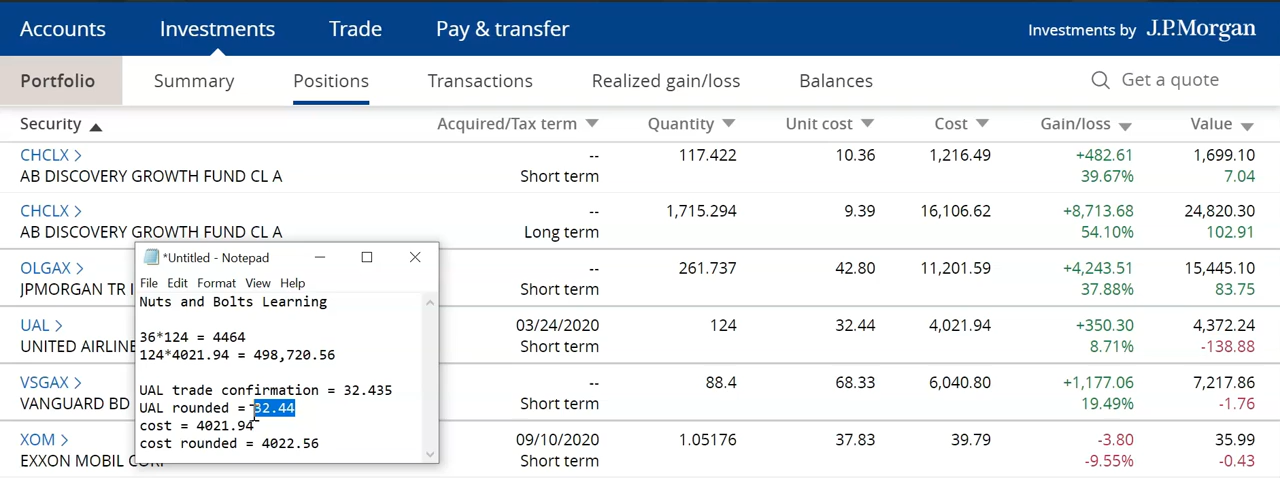 Accounts Investments Trade Pay & transfer Investments by J.P.Morgan
Portfolio Summary Positions Transactions Realized gain/loss Balances Get a quote
Security Acquired/Tax term Quantity Unit cost Cost Gain/loss Value
CHCLX -- 117.422 10.36 1,216.49 +482.61 1,699.10
AB DISCOVERY GROWTH FUND CL A Short term 39.67% 7.04
CHCLX -- 1,715.294 9.39 16,106.62 +8,713.68 24,820.30
AB DISCOVERY GROWTH FUND CL A Long term 54.10% 102.91
OLGAX -- 261.737 42.80 11,201.59 +4,243.51 15,445.10
JPMORGAN TR I Short term 37.88% 83.75
UAL 03/24/2020 124 32.44 4,021.94 +350.30 4,372.24
UNITED AIRLINE Short term 8.71% -138.88
VSGAX -- 88.4 68.33 6,040.80 +1,177.06 7,217.86
VANGUARD BD Short term 19.49% -1.76
XOM 09/10/2020 1.05176 37.83 39.79 -3.80 35.99
EXXON MOBIL CORP Short term -9.55% -0.43
*Untitled - Notepad
File Edit Format View Help
Nuts and Bolts Learning
36*124 = 4464
124*4021.94 = 498,720.56
UAL trade confirmation = 32.435
UAL rounded = 32.44
cost = 4021.94
cost rounded = 4022.56